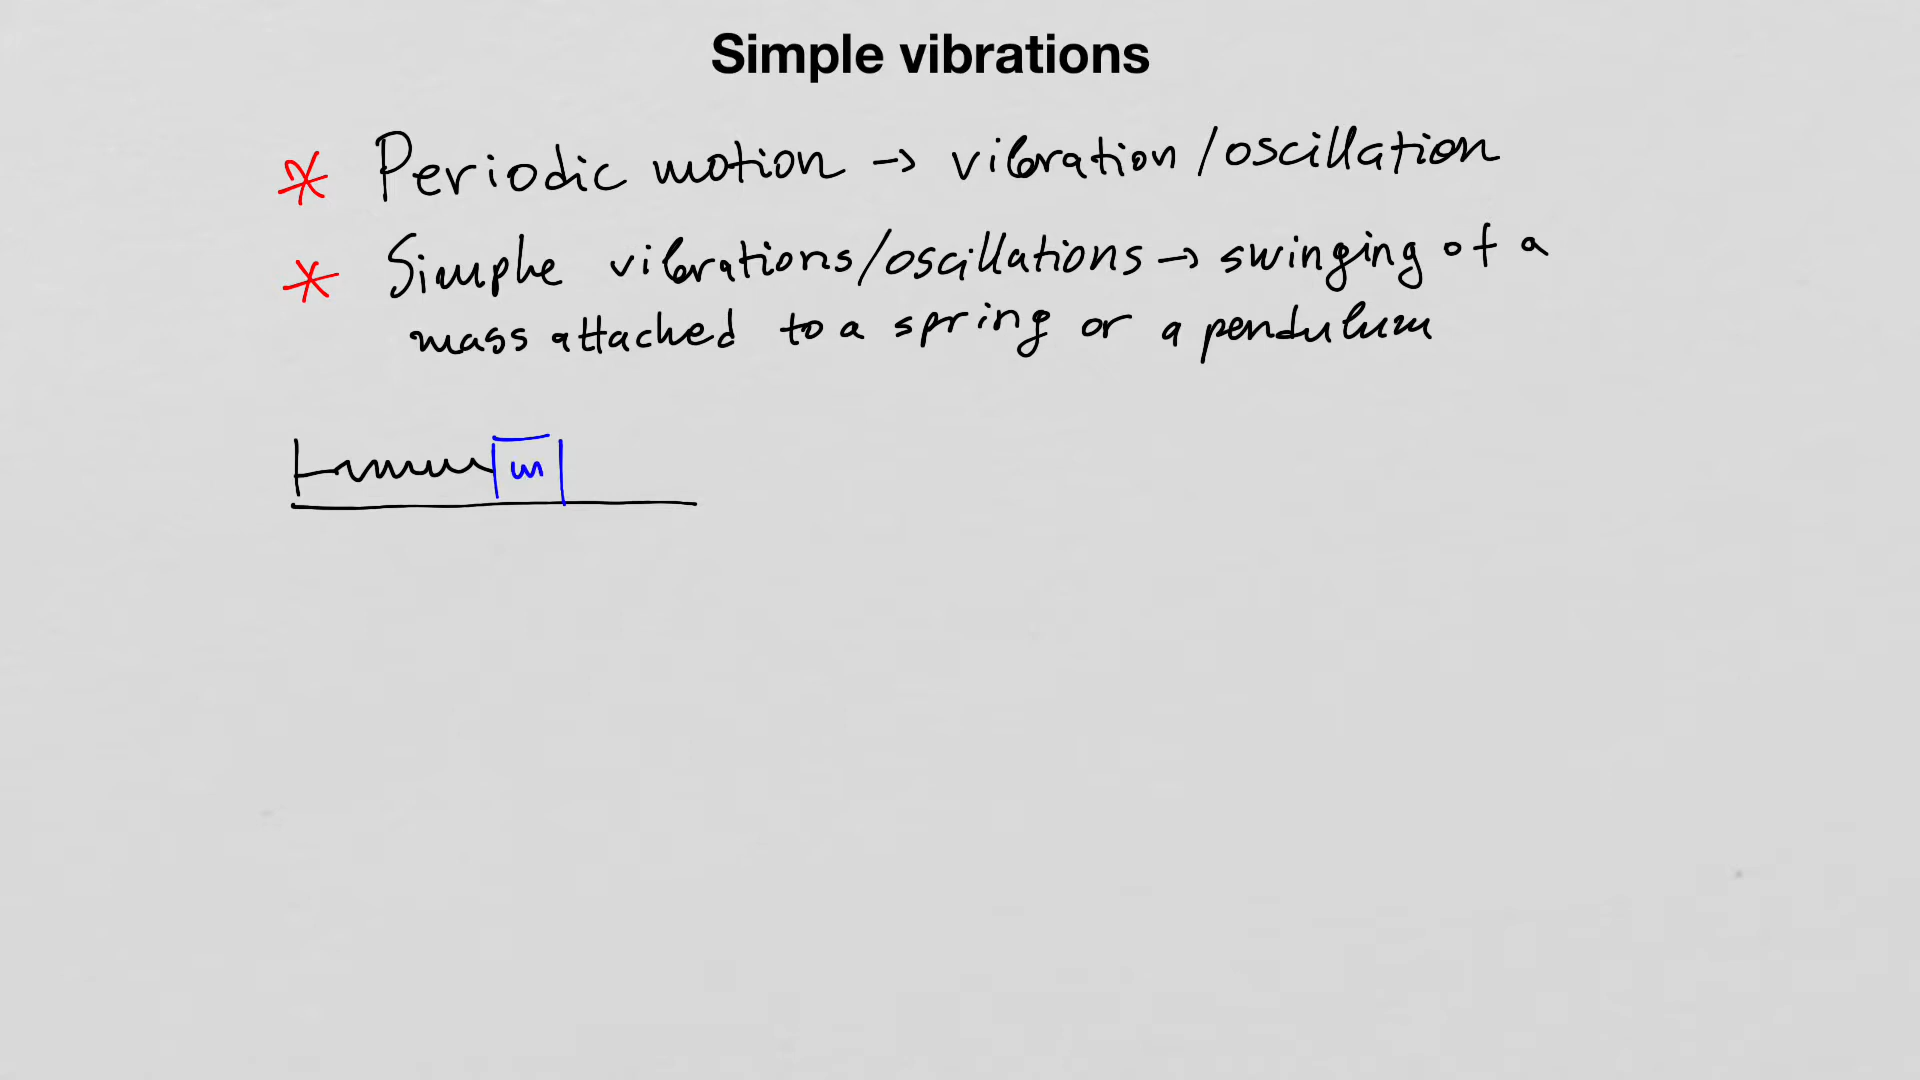 Simple vibrations
* Periodic motion → vibration/oscillation
* Simple vibrations/oscillations → swinging of a
mass attached to a spring or a pendulum
m